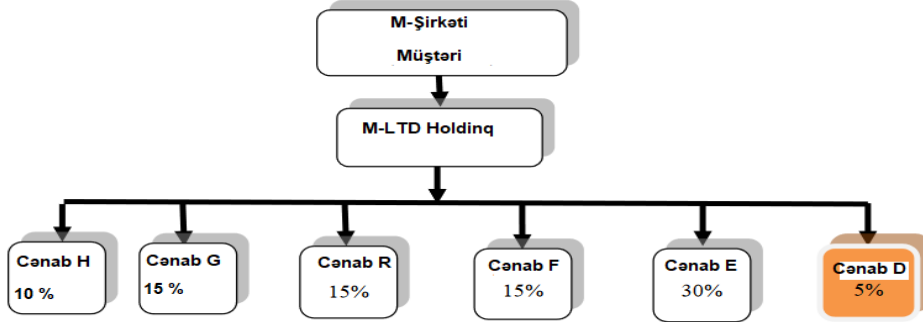 M-Şirkəti
Müştəri
M-LTD Holdinq
Cənab H
10 %
Cənab G
15 %
Cənab R
15%
Cənab F
15%
Cənab E
30%
Cənab D
5%